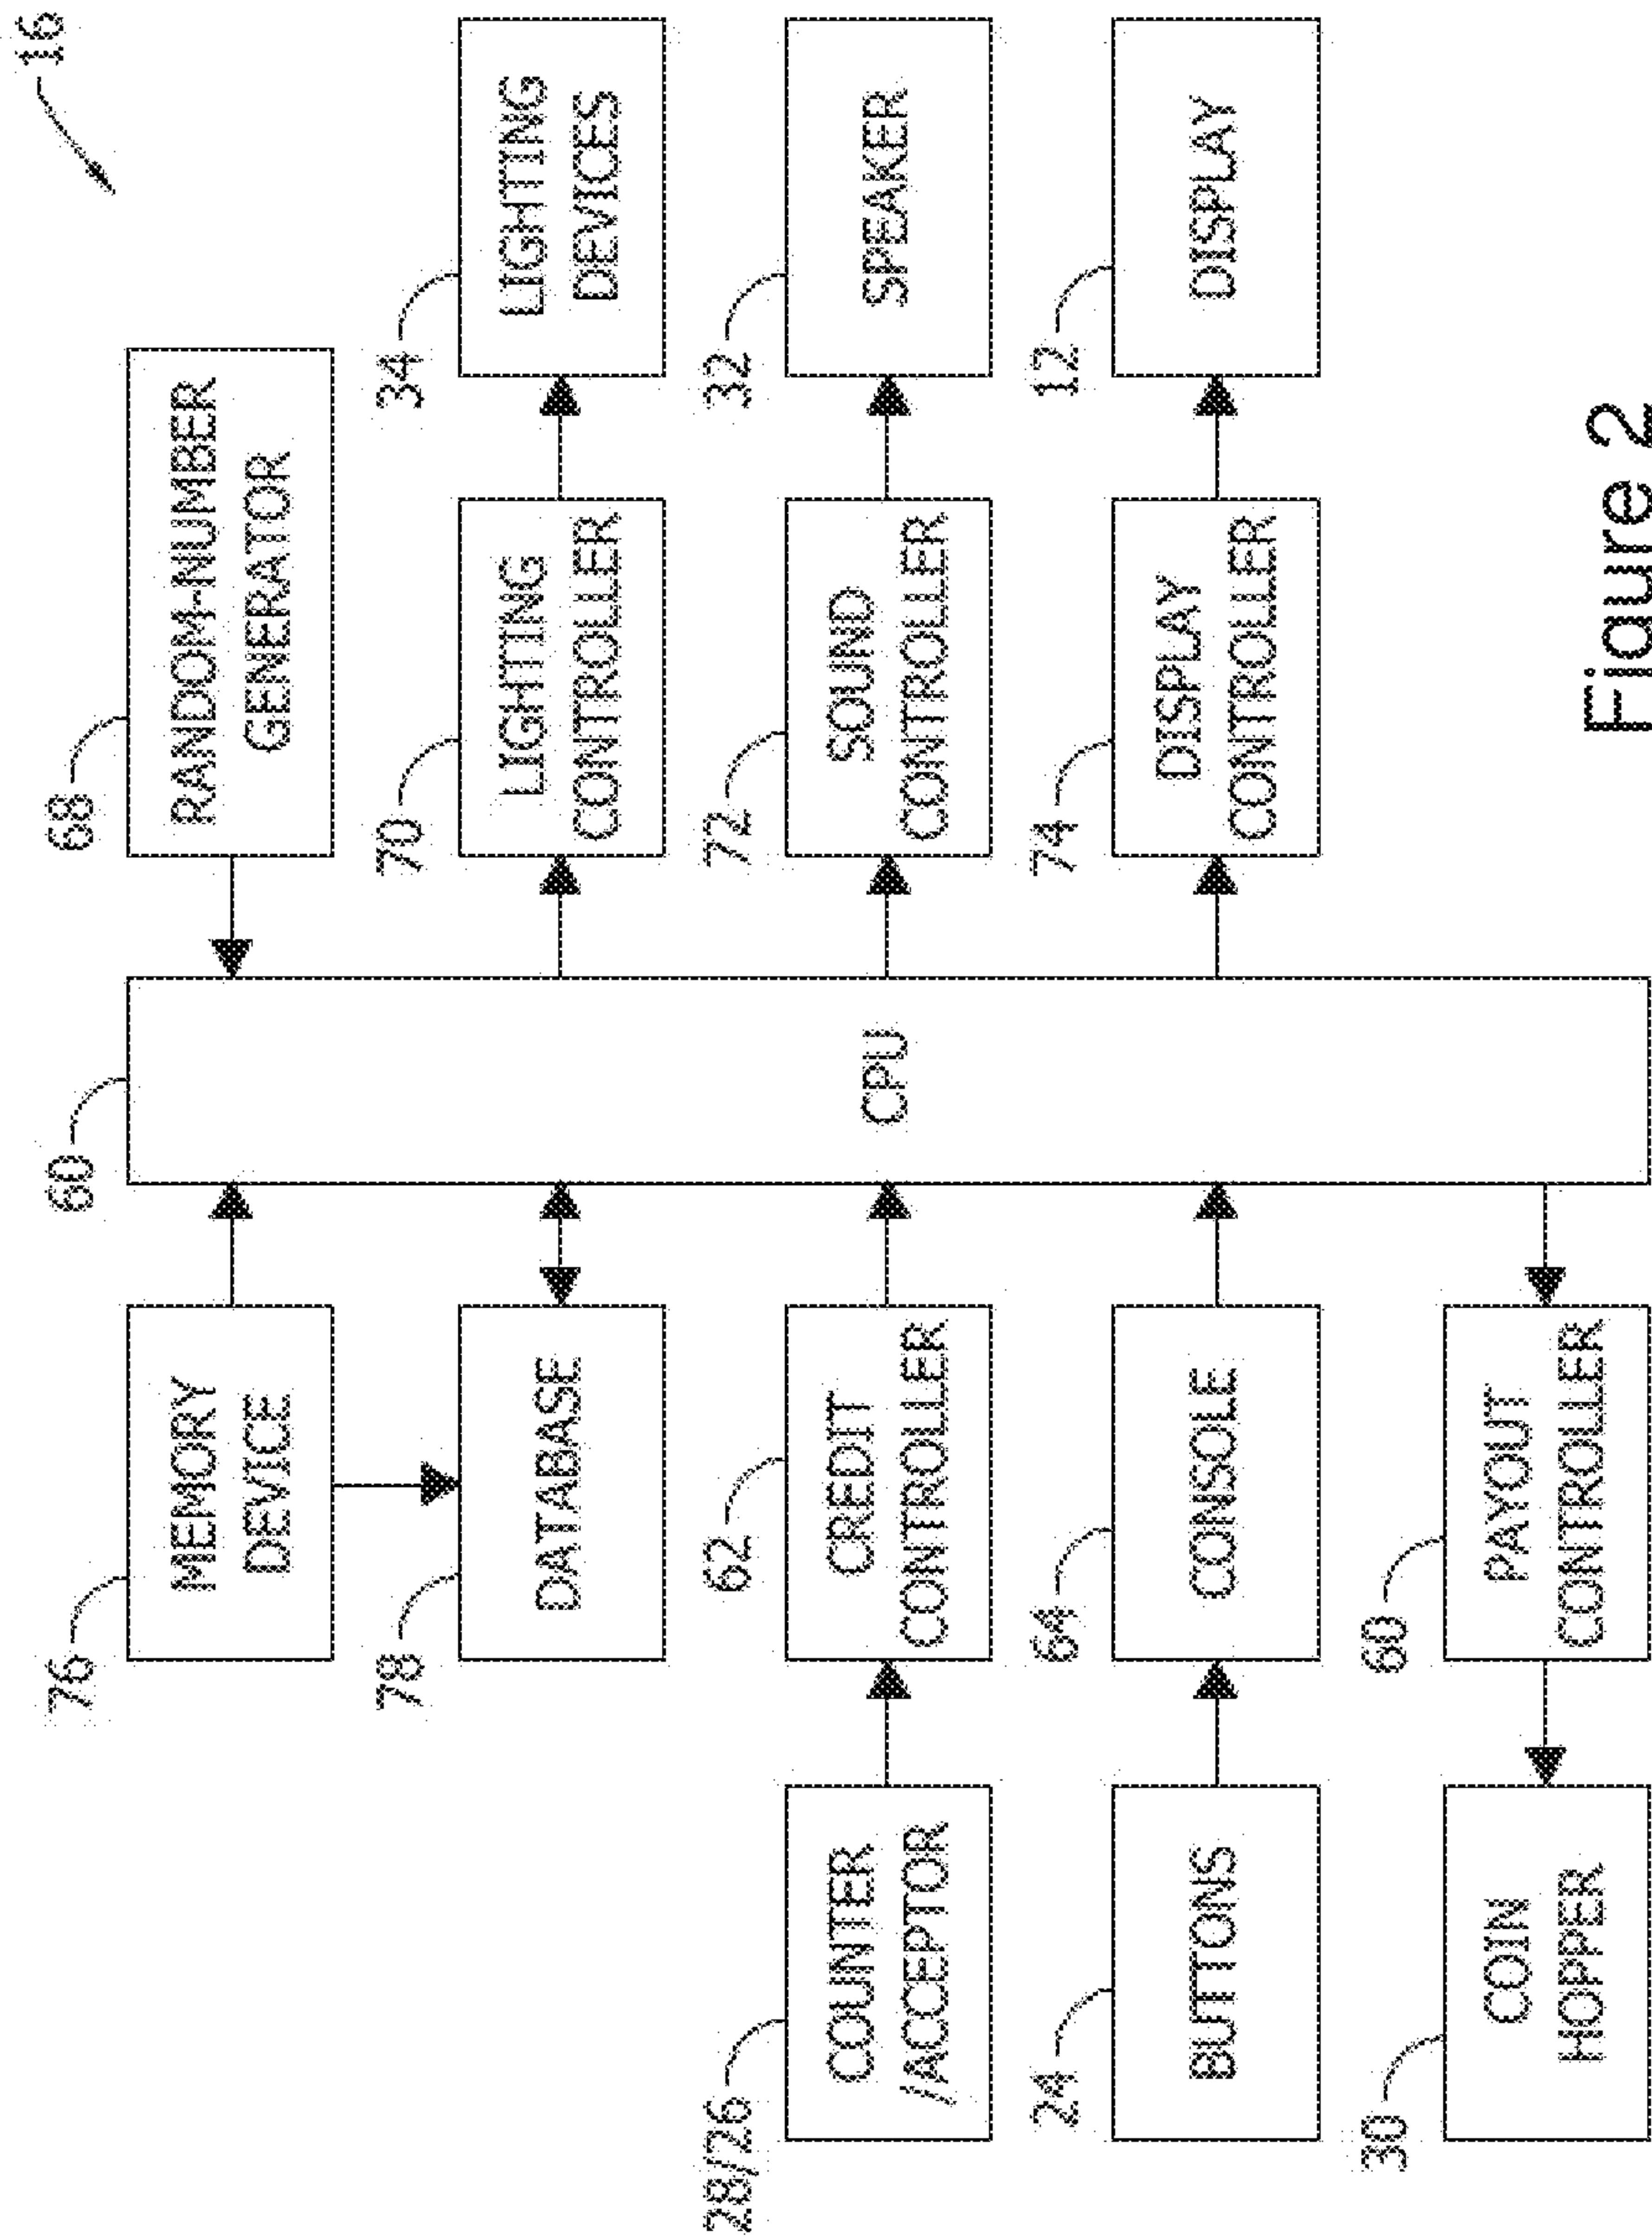 16
76
MEMORY
DEVICE
60
CPU
68
RANDOM-NUMBER
GENERATOR
78
DATABASE
70
LIGHTING
CONTROLLER
34
LIGHTING
DEVICES
28/26
COUNTER
/ACCEPTOR
62
CREDIT
CONTROLLER
72
SOUND
CONTROLLER
32
SPEAKER
24
BUTTONS
64
CONSOLE
74
DISPLAY
CONTROLLER
12
DISPLAY
30
COIN
HOPPER
60
PAYOUT
CONTROLLER
Figure 2